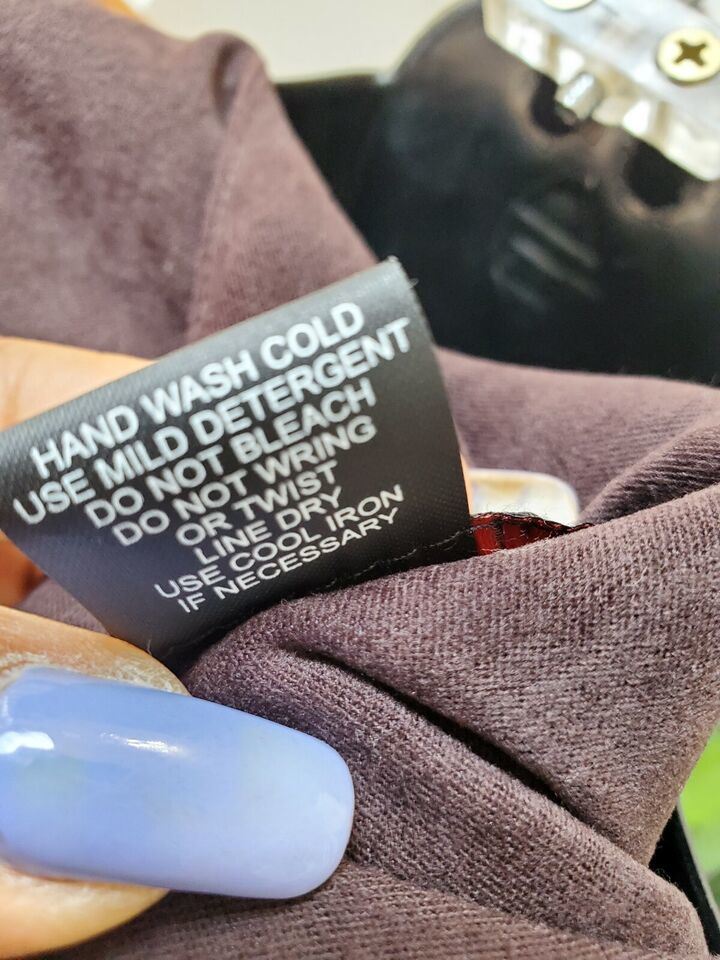 HAND WASH COLD
USE MILD DETERGENT
DO NOT BLEACH
DO NOT WRING
OR TWIST
LINE DRY
USE COOL IRON
IF NECESSARY